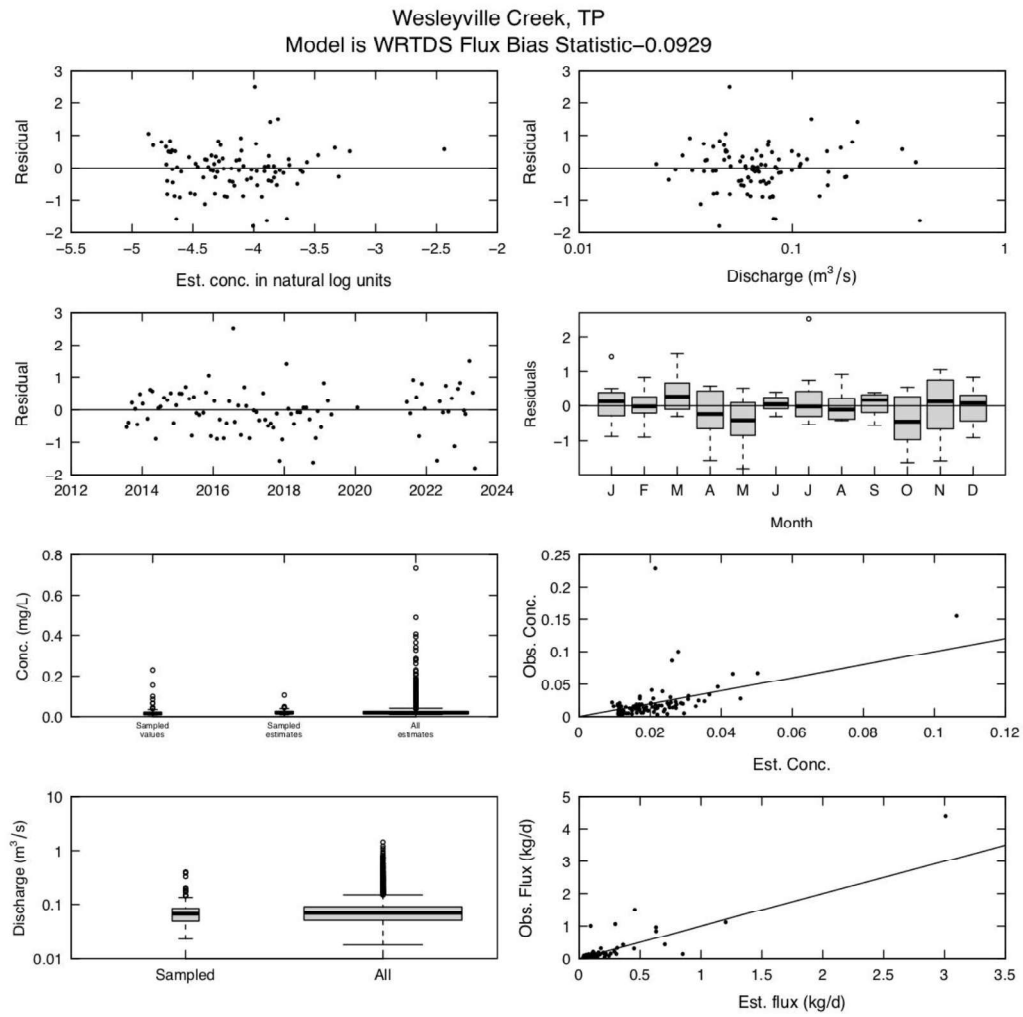 Wesleyville Creek, TP
Model is WRTDS Flux Bias Statistic−0.0929
3
2
1
0
−1
−2
Residual
−5.5 −5 −4.5 −4 −3.5 −3 −2.5 −2
Est. conc. in natural log units
3
2
1
0
−1
−2
Residual
0.01 0.1 1
Discharge (m³/s)
3
2
1
0
−1
−2
Residual
2012 2014 2016 2018 2020 2022 2024
2
1
0
−1
Residuals
J F M A M J J A S O N D
Month
0.8
0.6
0.4
0.2
0.0
Conc. (mg/L)
Sampled values
Sampled estimates
All estimates
0.25
0.2
0.15
0.1
0.05
0
Obs. Conc.
0 0.02 0.04 0.06 0.08 0.1 0.12
Est. Conc.
10
1
0.1
0.01
Discharge (m³/s)
Sampled All
5
4
3
2
1
0
Obs. Flux (kg/d)
0 0.5 1 1.5 2 2.5 3 3.5
Est. flux (kg/d)